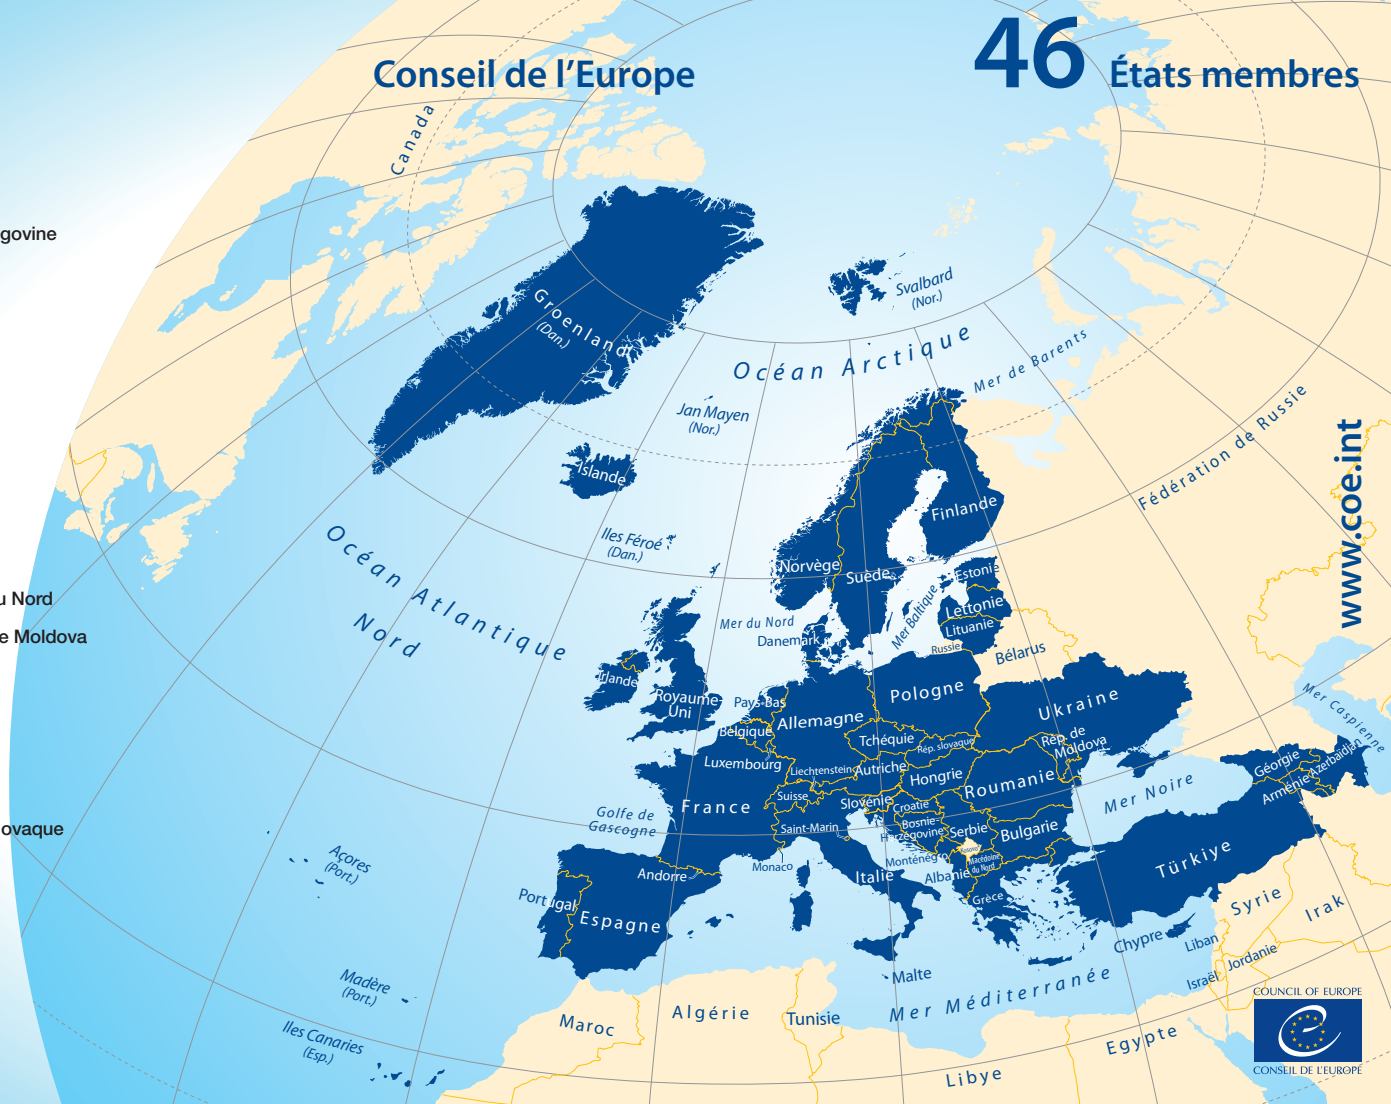 Conseil de l'Europe
46 États membres
Canada
govine
Groenland
(Dan.)
Svalbard
(Nor.)
Océan Arctique
Mer de Barents
Jan Mayen
(Nor.)
Fédération de Russie
www.coe.int
Islande
Finlande
Iles Féroé
(Dan.)
Océan Atlantique
Nord
Norvège
Suède
Estonie
Lettonie
Lituanie
Mer Baltique
Mer du Nord
Danemark
Russie
Bélarus
u Nord
e Moldova
Irlande
Royaume-
Uni
Pays-Bas
Allemagne
Pologne
Ukraine
Mer Caspienne
Belgique
Tchéquie
Rép. slovaque
Rép. de
Moldova
Luxembourg
Liechtenstein
Autriche
Hongrie
Roumanie
Géorgie
Azerbaïdjan
Arménie
Suisse
France
Slovénie
Croatie
Mer Noire
Golfe de
Gascogne
Saint-Marin
Bosnie-
Herzégovine
Serbie
Bulgarie
ovaque
Kosovo*
Monaco
Monténégro
Macédoine
du Nord
Türkiye
Açores
(Port.)
Andorre
Italie
Albanie
Grèce
Portugal
Espagne
Syrie
Irak
Chypre
Liban
Jordanie
Israël
Malte
Mer Méditerranée
Madère
(Port.)
Iles Canaries
(Esp.)
Maroc
Algérie
Tunisie
Libye
Egypte
COUNCIL OF EUROPE
CONSEIL DE L'EUROPE